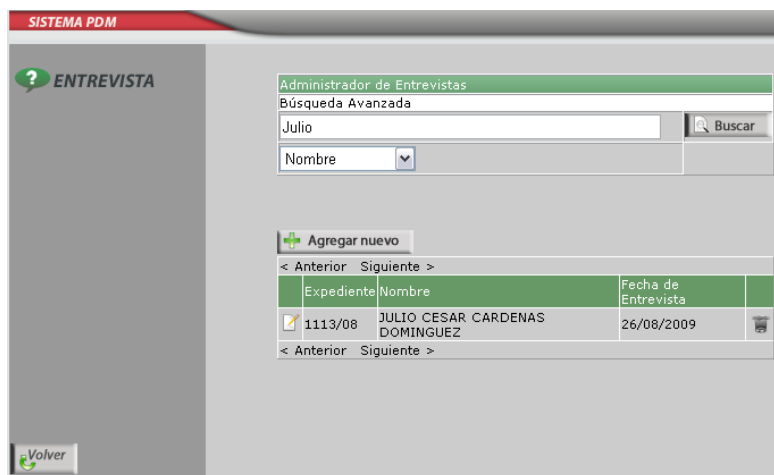 SISTEMA PDM
? ENTREVISTA
Administrador de Entrevistas
Búsqueda Avanzada
Julio
Buscar
Nombre
Agregar nuevo
< Anterior Siguiente >
Expediente Nombre Fecha de Entrevista
1113/08 JULIO CESAR CARDENAS DOMINGUEZ 26/08/2009
< Anterior Siguiente >
Volver